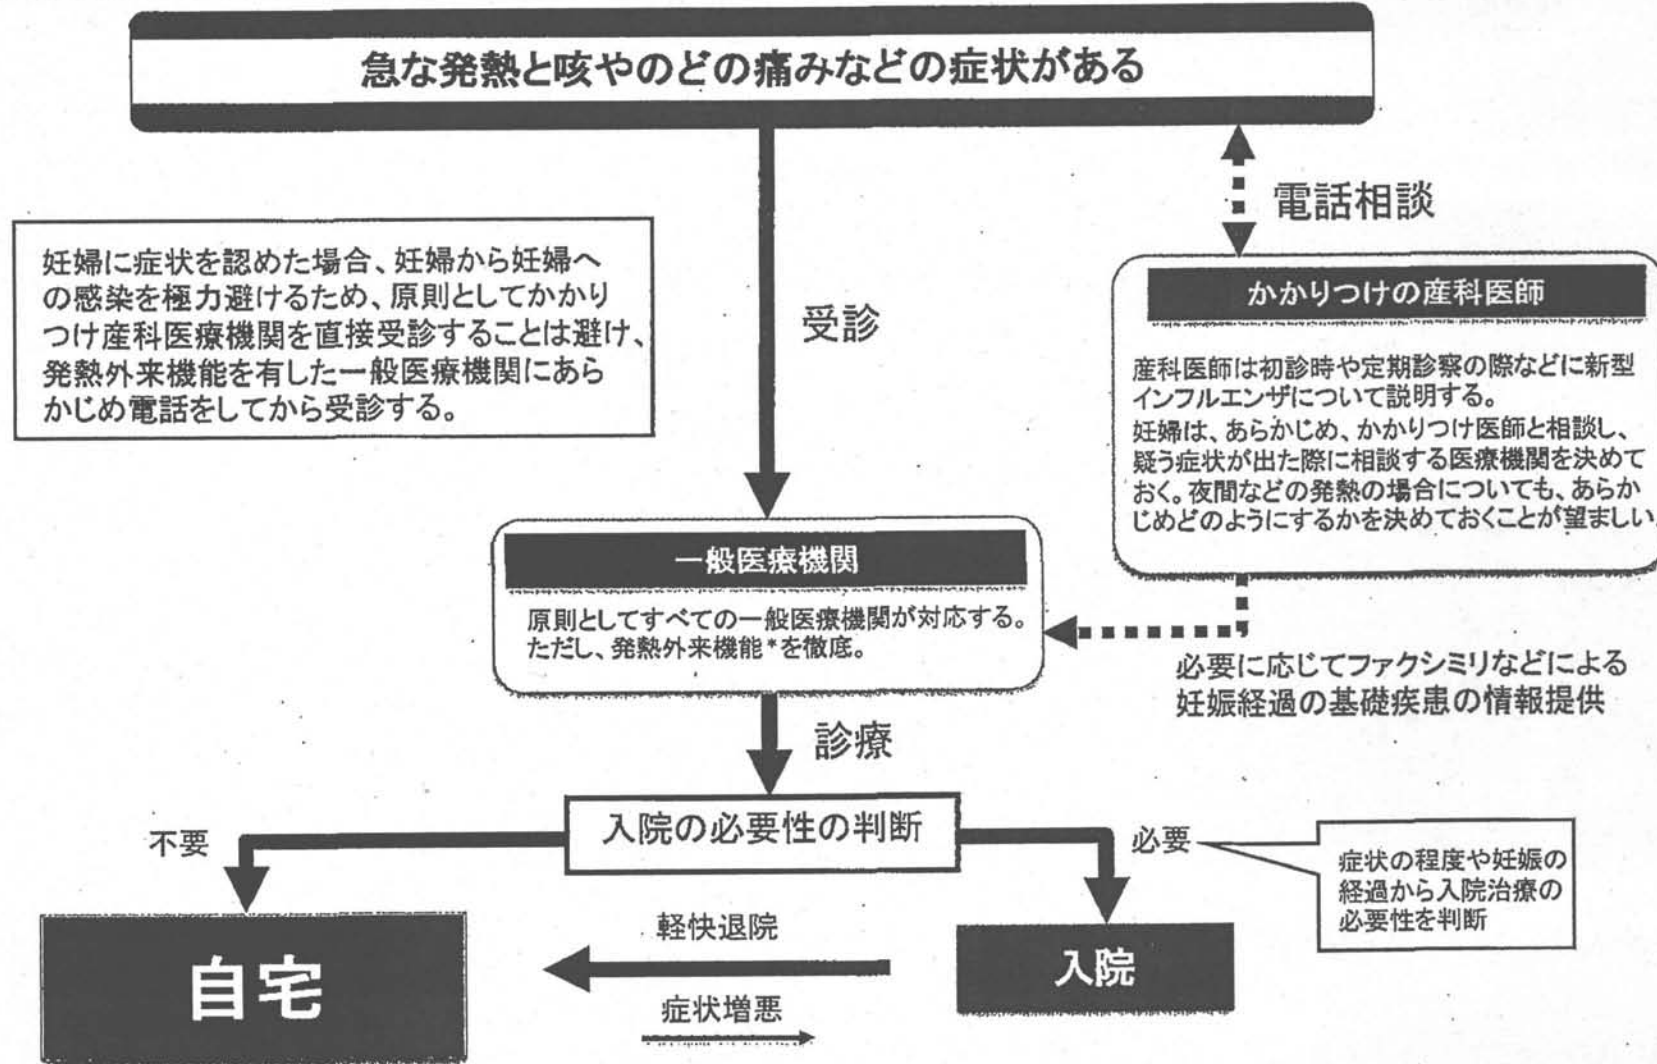 急な発熱と咳やのどの痛みなどの症状がある
電話相談
妊婦に症状を認めた場合、妊婦から妊婦へ
の感染を極力避けるため、原則としてかかり
つけ産科医療機関を直接受診することは避け、
発熱外来機能を有した一般医療機関にあら
かじめ電話をしてから受診する。
受診
かかりつけの産科医師
産科医師は初診時や定期診察の際などに新型
インフルエンザについて説明する。
妊婦は、あらかじめ、かかりつけ医師と相談し、
疑う症状が出た際に相談する医療機関を決めて
おく。夜間などの発熱の場合についても、あらか
じめどのようにするかを決めておくことが望ましい。
一般医療機関
原則としてすべての一般医療機関が対応する。
ただし、発熱外来機能*を徹底。
必要に応じてファクシミリなどによる
妊娠経過の基礎疾患の情報提供
診療
入院の必要性の判断
不要
必要
症状の程度や妊娠の
経過から入院治療の
必要性を判断
軽快退院
自宅
入院
症状増悪